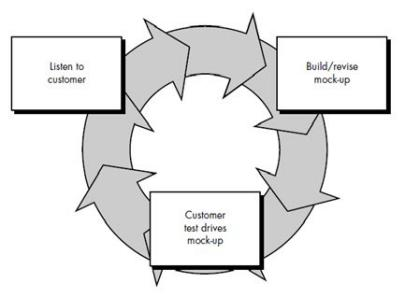 Listen to
customer
Build/revise
mock-up
Customer
test drives
mock-up